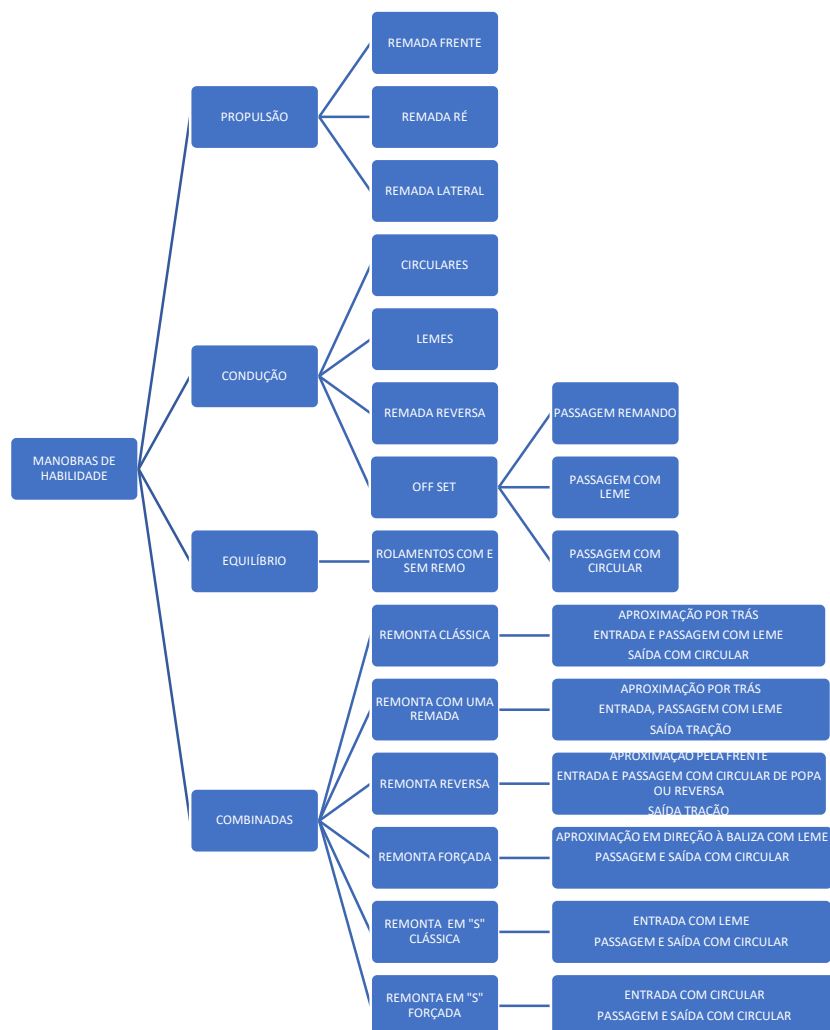 MANOBRAS DE
HABILIDADE
PROPULSÃO
REMADA FRENTE
REMADA RÉ
REMADA LATERAL
CONDUÇÃO
CIRCULARES
LEMES
REMADA REVERSA
OFF SET
PASSAGEM REMANDO
PASSAGEM COM
LEME
PASSAGEM COM
CIRCULAR
EQUILÍBRIO
ROLAMENTOS COM E
SEM REMO
COMBINADAS
REMONTA CLÁSSICA
APROXIMAÇÃO POR TRÁS
ENTRADA E PASSAGEM COM LEME
SAÍDA COM CIRCULAR
REMONTA COM UMA
REMADA
APROXIMAÇÃO POR TRÁS
ENTRADA, PASSAGEM COM LEME
SAÍDA TRAÇÃO
REMONTA REVERSA
APROXIMAÇÃO PELA FRENTE
ENTRADA E PASSAGEM COM CIRCULAR DE POPA
OU REVERSA
SAÍDA TRAÇÃO
REMONTA FORÇADA
APROXIMAÇÃO EM DIREÇÃO À BALIZA COM LEME
PASSAGEM E SAÍDA COM CIRCULAR
REMONTA EM "S"
CLÁSSICA
ENTRADA COM LEME
PASSAGEM E SAÍDA COM CIRCULAR
REMONTA EM "S"
FORÇADA
ENTRADA COM CIRCULAR
PASSAGEM E SAÍDA COM CIRCULAR